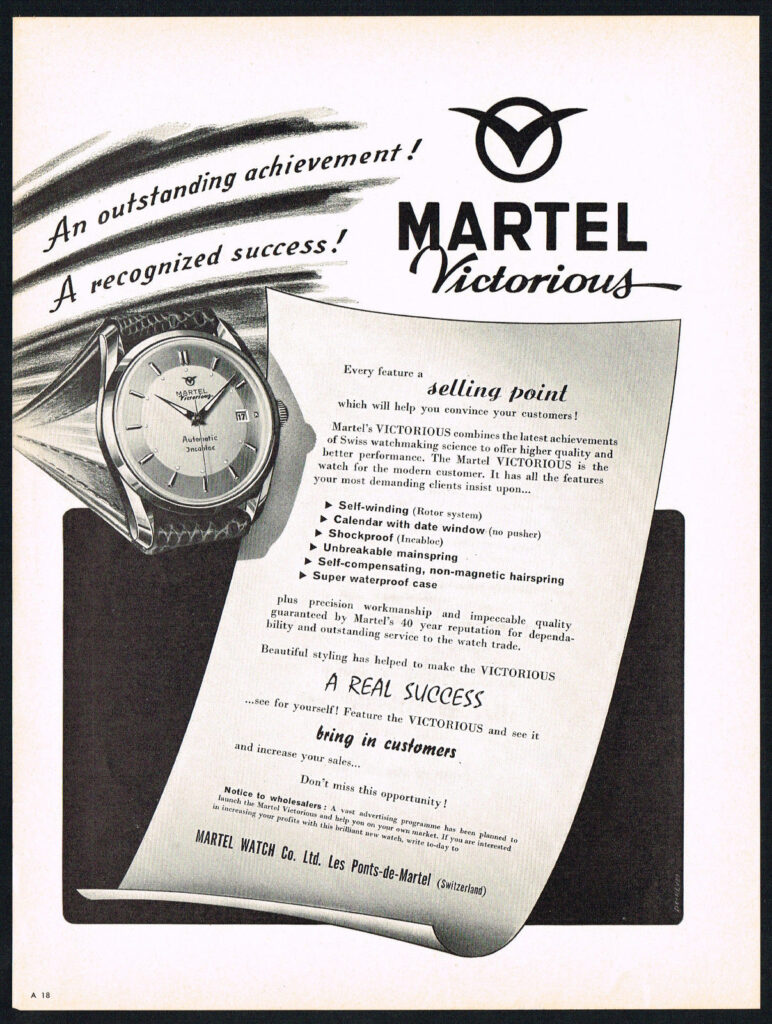 An outstanding achievement!
A recognized success!
MARTEL
Victorious
MARTEL
Victorious
17
Automatic
Incabloc
Every feature a
selling point
which will help you convince your customers!
Martel's VICTORIOUS combines the latest achievements
of Swiss watchmaking science to offer higher quality and
better performance. The Martel VICTORIOUS is the
watch for the modern customer. It has all the features
your most demanding clients insist upon...
▶ Self-winding (Rotor system)
▶ Calendar with date window (no pusher)
▶ Shockproof (Incabloc)
▶ Unbreakable mainspring
▶ Self-compensating, non-magnetic hairspring
▶ Super waterproof case
plus precision workmanship and impeccable quality
guaranteed by Martel's 40 year reputation for dependa-
bility and outstanding service to the watch trade.
Beautiful styling has helped to make the VICTORIOUS
A REAL SUCCESS
...see for yourself! Feature the VICTORIOUS and see it
bring in customers
and increase your sales...
Don't miss this opportunity!
Notice to wholesalers : A vast advertising programme has been planned to
launch the Martel Victorious and help you on your own market. If you are interested
in increasing your profits with this brilliant new watch, write to-day to
MARTEL WATCH Co. Ltd. Les Ponts-de-Martel (Switzerland)
A 18